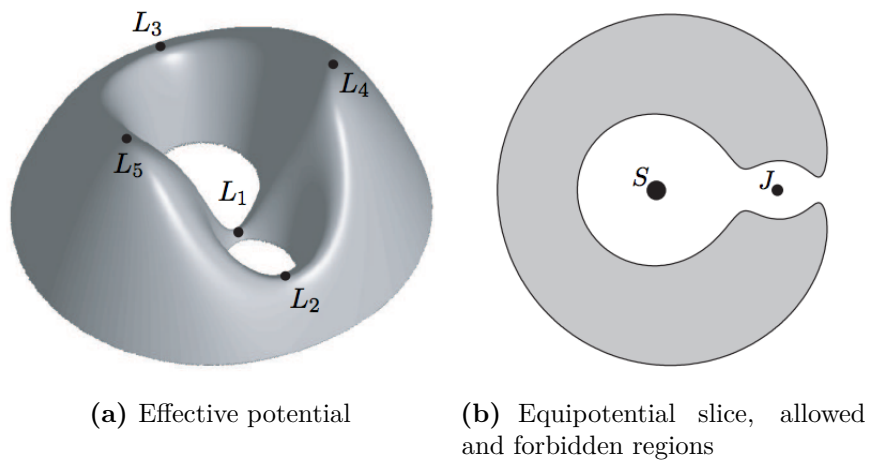 L₃
L₄
L₅
L₁
L₂
S
J
(a) Effective potential
(b) Equipotential slice, allowed
and forbidden regions